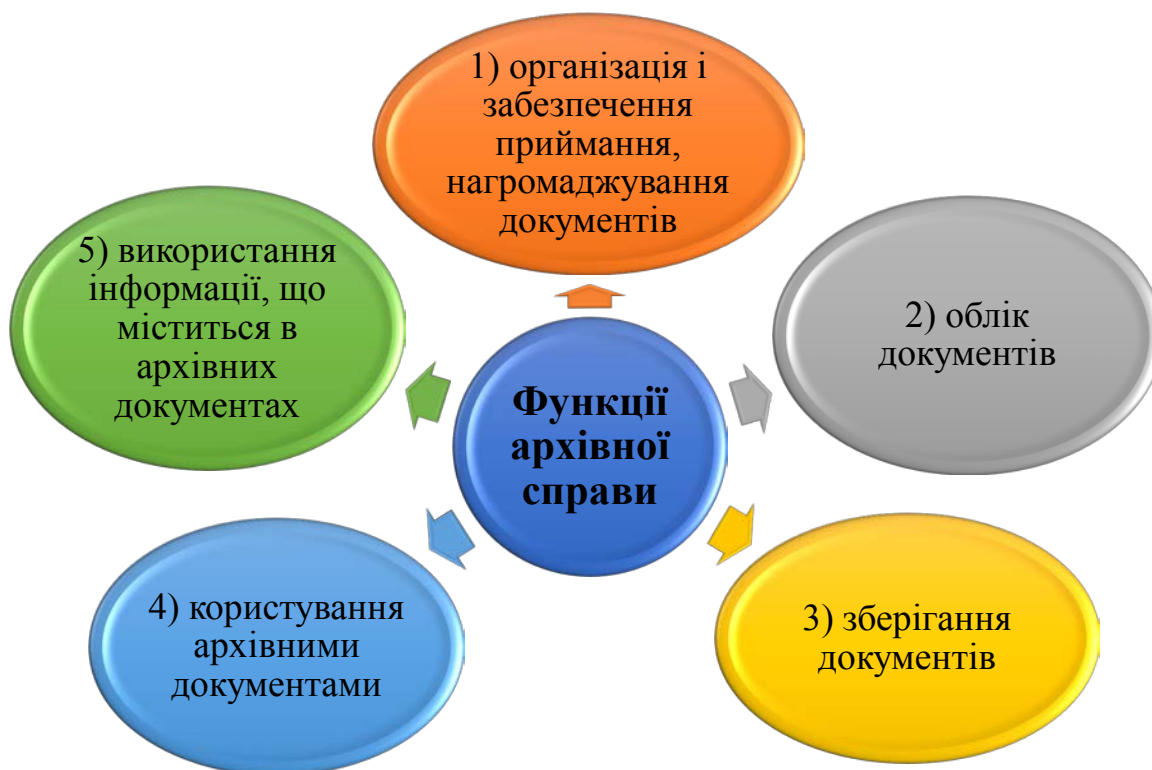 1) організація і
забезпечення
приймання,
нагромаджування
документів
2) облік
документів
3) зберігання
документів
4) користування
архівними
документами
5) використання
інформації, що
міститься в
архівних
документах
Функції
архівної
справи